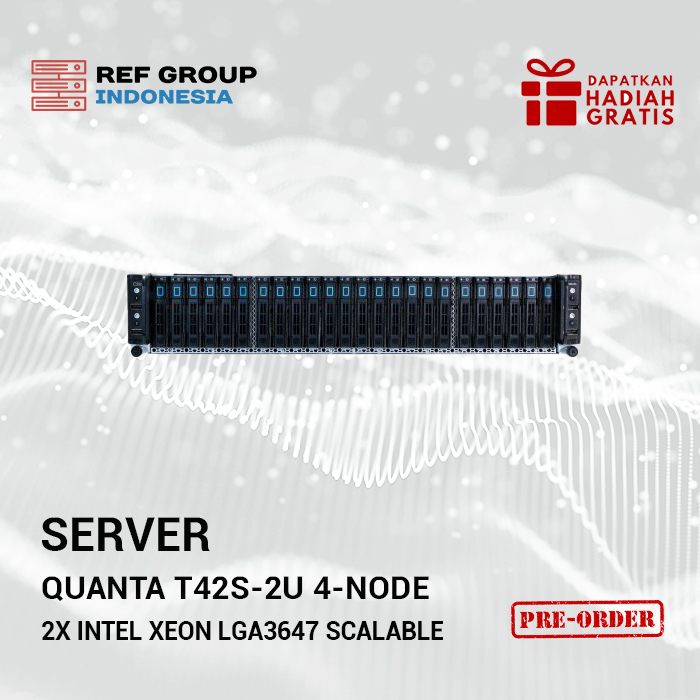 REF GROUP
INDONESIA
DAPATKAN
HADIAH
GRATIS
SERVER
QUANTA T42S-2U 4-NODE
2X INTEL XEON LGA3647 SCALABLE
PRE-ORDER